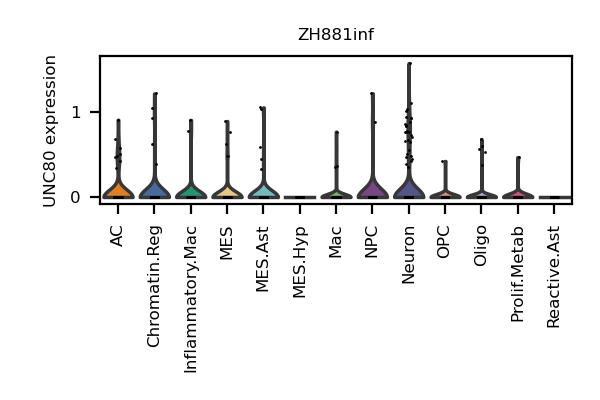 ZH881inf
UNC80 expression
1
0
AC
Chromatin.Reg
Inflammatory.Mac
MES
MES.Ast
MES.Hyp
Mac
NPC
Neuron
OPC
Oligo
Prolif.Metab
Reactive.Ast